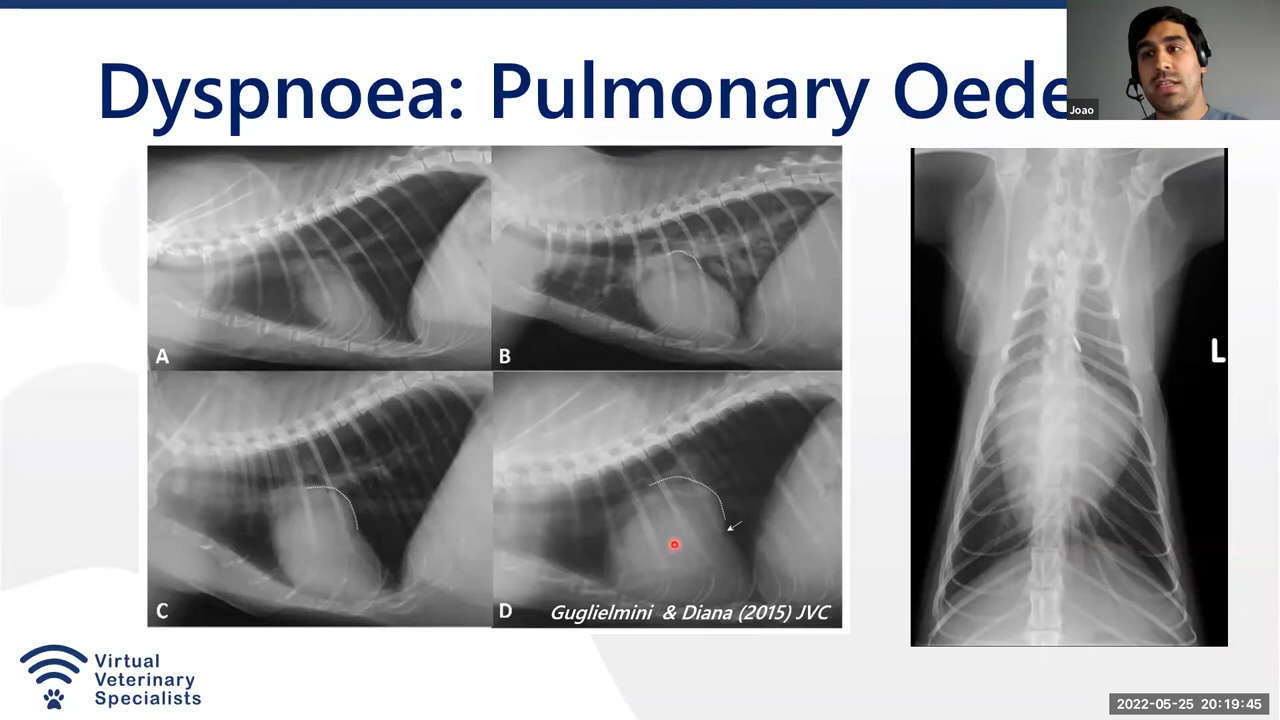 Dyspnoea: Pulmonary Oede
Joao
A
B
L
C
D
Guglielmini & Diana (2015) JVC
Virtual
Veterinary
Specialists
2022-05-25 20:19:45